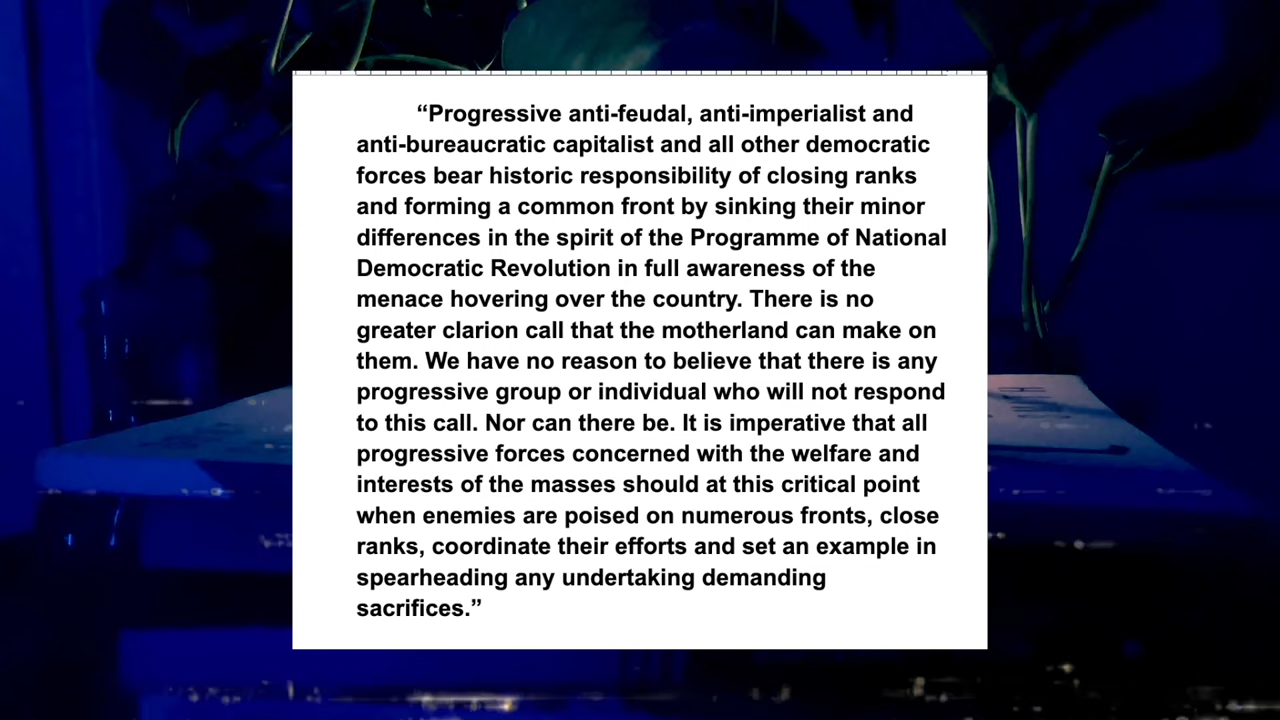 “Progressive anti-feudal, anti-imperialist and
anti-bureaucratic capitalist and all other democratic
forces bear historic responsibility of closing ranks
and forming a common front by sinking their minor
differences in the spirit of the Programme of National
Democratic Revolution in full awareness of the
menace hovering over the country. There is no
greater clarion call that the motherland can make on
them. We have no reason to believe that there is any
progressive group or individual who will not respond
to this call. Nor can there be. It is imperative that all
progressive forces concerned with the welfare and
interests of the masses should at this critical point
when enemies are poised on numerous fronts, close
ranks, coordinate their efforts and set an example in
spearheading any undertaking demanding
sacrifices.”